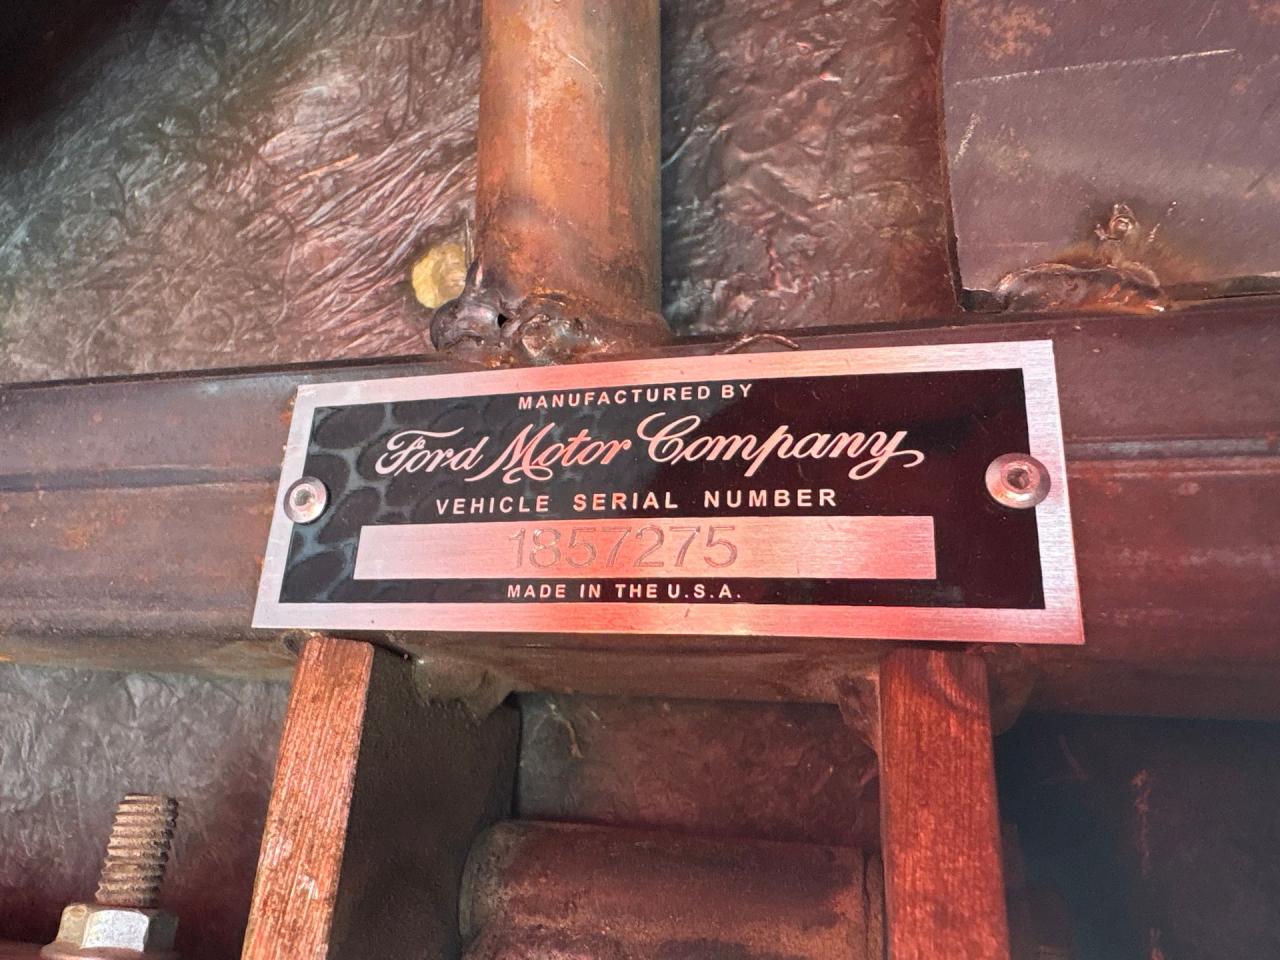 MANUFACTURED BY
Ford Motor Company
VEHICLE SERIAL NUMBER
1857275
MADE IN THE U.S.A.